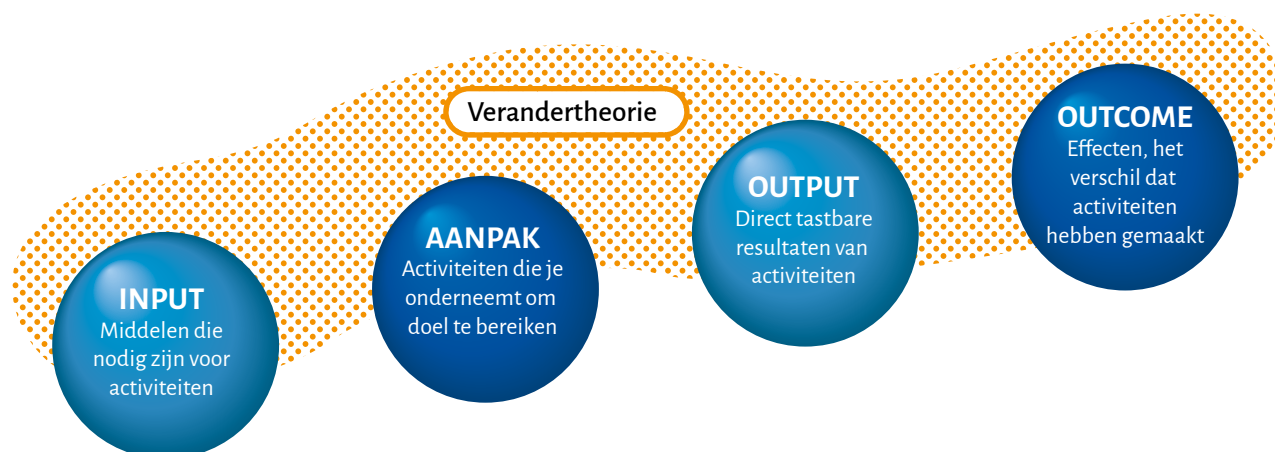 Verandertheorie
INPUT
Middelen die
nodig zijn voor
activiteiten
AANPAK
Activiteiten die je
onderneemt om
doel te bereiken
OUTPUT
Direct tastbare
resultaten van
activiteiten
OUTCOME
Effecten, het
verschil dat
activiteiten
hebben gemaakt